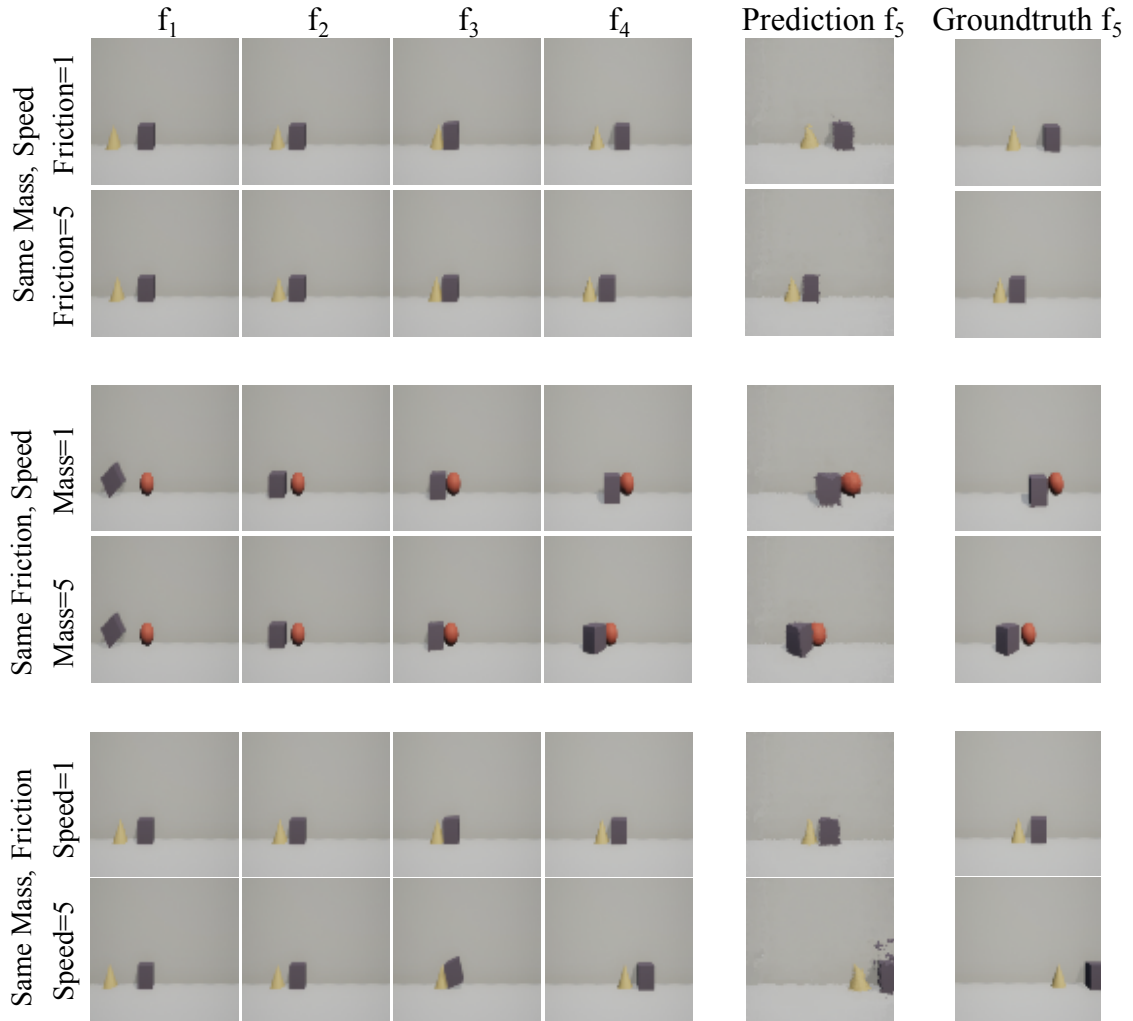 f₁ f₂ f₃ f₄ Prediction f₅ Groundtruth f₅
Same Mass, Speed
Friction=1
Friction=5
Same Friction, Speed
Mass=1
Mass=5
Same Mass, Friction
Speed=1
Speed=5